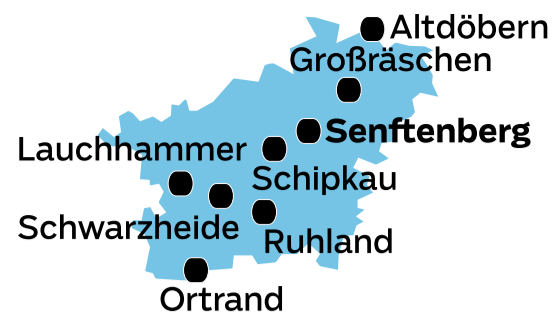 Altdöbern
Großräschen
Senftenberg
Lauchhammer
Schipkau
Schwarzheide
Ruhland
Ortrand